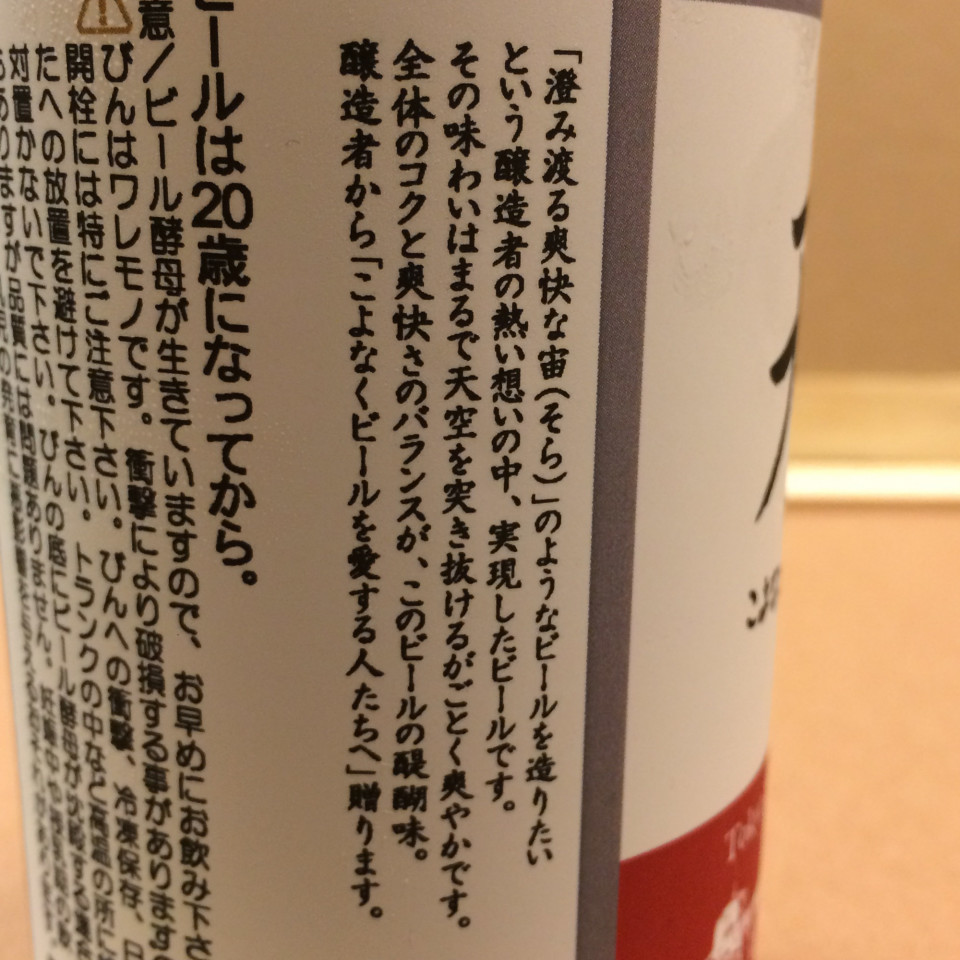 「澄み渡る爽快な宙(そら)」のようなビールを造りたい
という醸造者の熱い想いの中、実現したビールです。
その味わいはまるで天空を突き抜けるがごとく爽やかです。
全体のコクと爽快さのバランスが、このビールの醍醐味。
醸造者から「こよなくビールを愛する人たちへ」贈ります。
ビールは20歳になってから。
意/ビール酵母が生きていますので、お早めにお飲み下さ
びんはワレモノです。衝撃により破損する事があります
開栓には特にご注意下さい。びんへの衝撃、冷凍保存、日
たへの放置を避けて下さい。トランクの中など高温の所に
対置かないで下さい。びんの底にビール酵母が
もありますが品質には問題ありません。
こよ